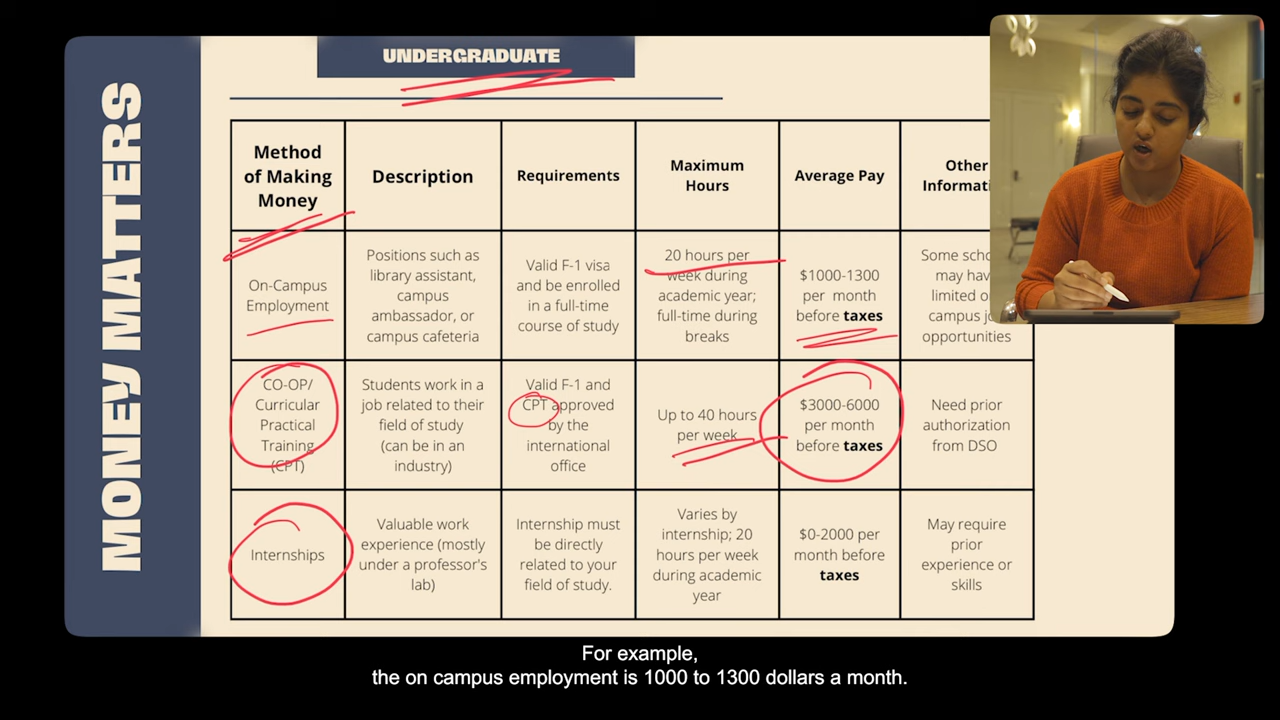 MONEY MATTERS
UNDERGRADUATE
Method
of Making
Money
Description
Requirements
Maximum
Hours
Average Pay
Other
On-Campus
Employment
Positions such as
library assistant,
campus
ambassador, or
campus cafeteria
Valid F-1 visa
and be enrolled
in a full-time
course of study
20 hours per
week during
academic year;
full-time during
breaks
$1000-1300
per month
before taxes
Some
may
limited
campus
opportunities
CO-OP/
Curricular
Practical
Training
(CPT)
Students work in a
job related to their
field of study
(can be in an
industry)
Valid F-1 and
CPT approved
by the
international
office
Up to 40 hours
per week
$3000-6000
per month
before taxes
Need prior
authorization
from DSO
Internships
Valuable work
experience (mostly
under a professor's
lab)
Internship must
be directly
related to your
field of study.
Varies by
internship; 20
hours per week
during academic
year
$0-2000 per
month before
taxes
May require
prior
experience or
skills
For example,
the on campus employment is 1000 to 1300 dollars a month.